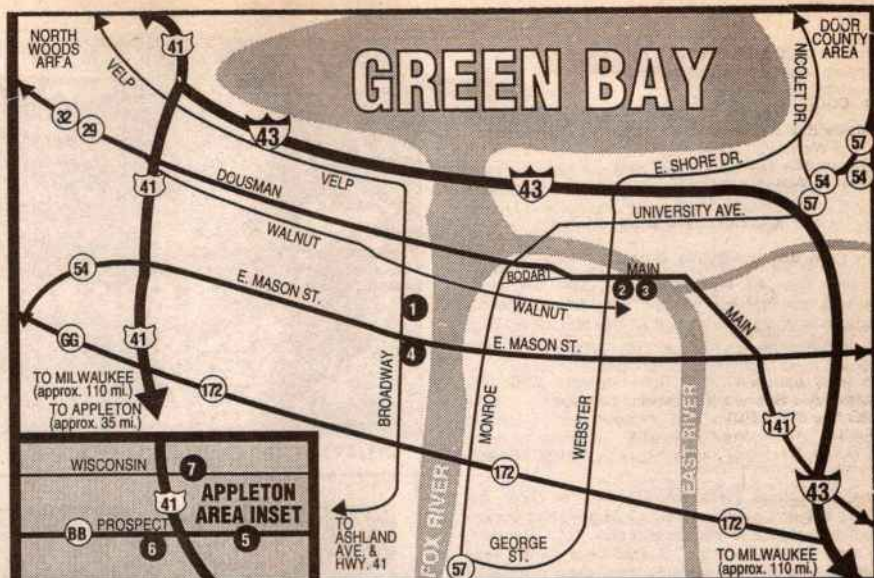 NORTH
WOODS
AREA
41
DOOR
COUNTY
AREA
VELP
NICOLET DR.
GREEN BAY
32
29
43
57
54
54
57
41
DOUSMAN
VELP
43
E. SHORE DR.
UNIVERSITY AVE.
WALNUT
BODART
MAIN
54
E. MASON ST.
2
3
1
WALNUT
MAIN
GG
41
4
E. MASON ST.
TO MILWAUKEE
(approx. 110 mi.)
TO APPLETON
(approx. 35 mi.)
172
BROADWAY
MONROE
WEBSTER
EAST RIVER
141
172
43
WISCONSIN
7
41
APPLETON
AREA INSET
BB
PROSPECT
6
5
TO
ASHLAND
AVE. &
HWY. 41
FOX RIVER
57
GEORGE
ST.
172
TO MILWAUKEE
(approx. 110 mi.)